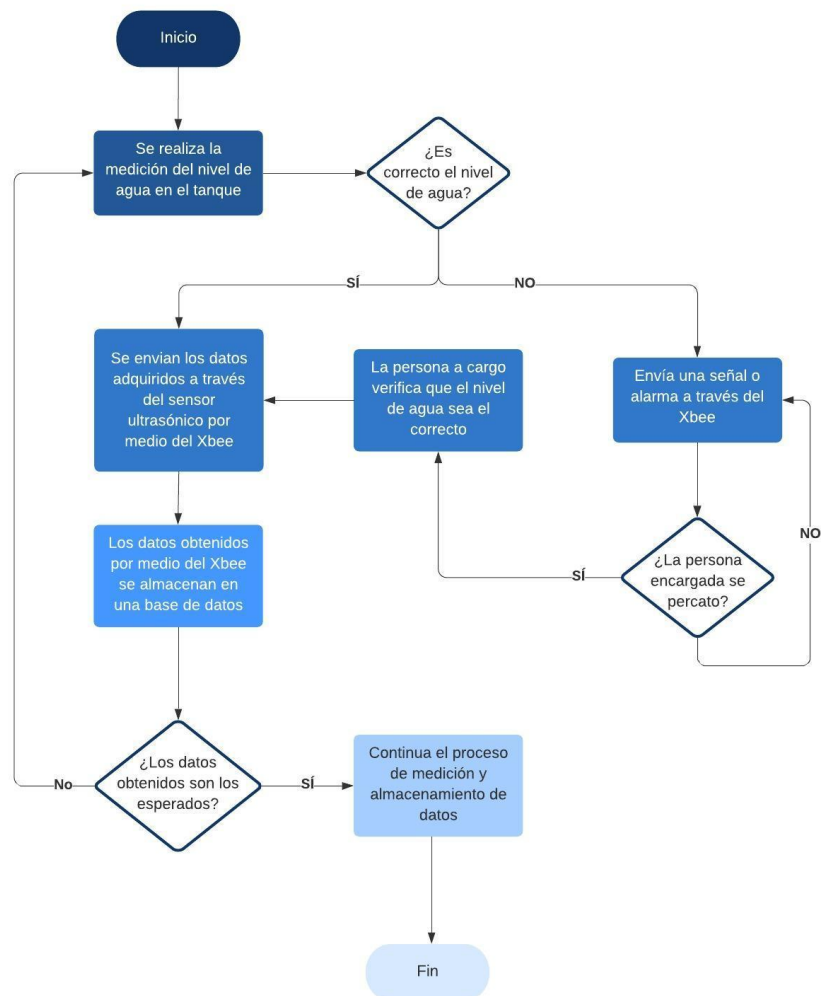 Inicio
Se realiza la
medición del nivel de
agua en el tanque
¿Es
correcto el nivel
de agua?
SÍ
NO
Se envian los datos
adquiridos a través
del sensor
ultrasónico por
medio del Xbee
La persona a cargo
verifica que el nivel
de agua sea el
correcto
Envía una señal o
alarma a través del
Xbee
Los datos obtenidos
por medio del Xbee
se almacenan en
una base de datos
SÍ
¿La persona
encargada se
percato?
NO
No
¿Los datos
obtenidos son los
esperados?
SÍ
Continua el proceso
de medición y
almacenamiento de
datos
Fin